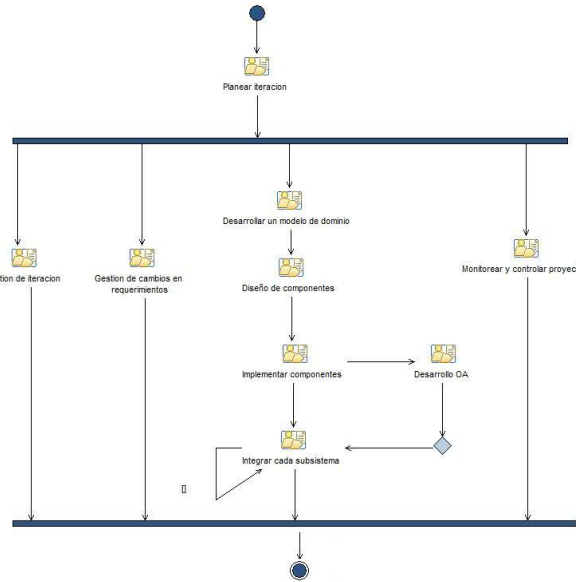 Planear iteracion
Desarrollar un modelo de dominio
tion de iteracion
Gestion de cambios en
requerimientos
Diseño de componentes
Monitorear y controlar proyec
Implementar componentes
Desarrollo OA
Integrar cada subsistema
[]